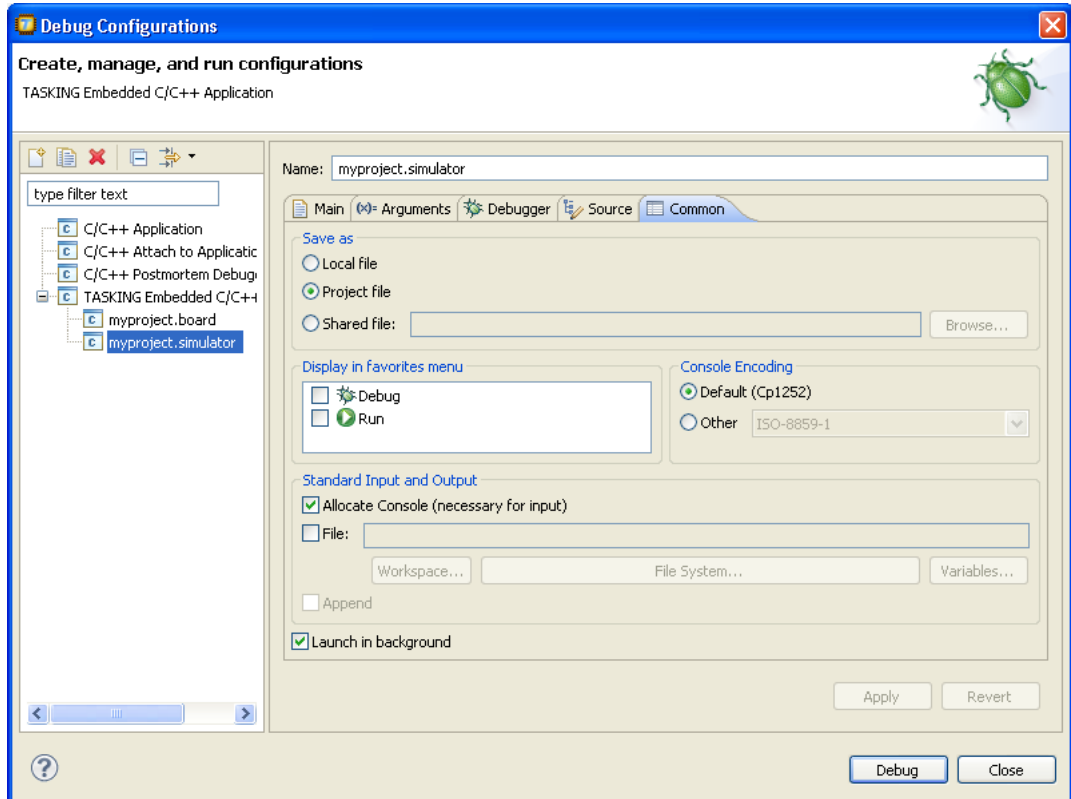 Debug Configurations
Create, manage, and run configurations
TASKING Embedded C/C++ Application
type filter text
C/C++ Application
C/C++ Attach to Applicatic
C/C++ Postmortem Debug
TASKING Embedded C/C++
myproject.board
myproject.simulator
Name: myproject.simulator
Main (x)= Arguments Debugger Source Common
Save as
Local file
Project file
Shared file: Browse...
Display in favorites menu
Debug
Run
Console Encoding
Default (Cp1252)
Other ISO-8859-1
Standard Input and Output
Allocate Console (necessary for input)
File:
Workspace... File System... Variables...
Append
Launch in background
Apply Revert
? Debug Close